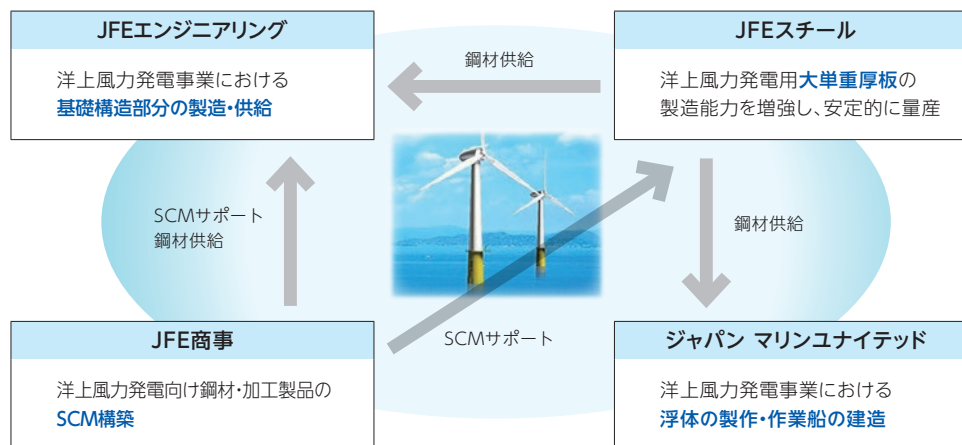 JFEエンジニアリング
洋上風力発電事業における
基礎構造部分の製造・供給
鋼材供給
JFEスチール
洋上風力発電用大単重厚板の
製造能力を増強し、安定的に量産
SCMサポート
鋼材供給
鋼材供給
JFE商事
洋上風力発電向け鋼材・加工製品の
SCM構築
SCMサポート
ジャパン マリンユナイテッド
洋上風力発電事業における
浮体の製作・作業船の建造